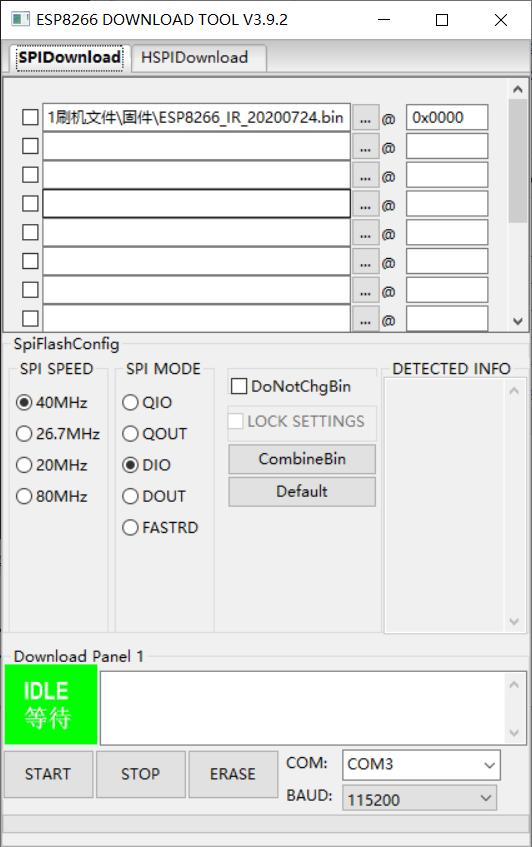 ESP8266 DOWNLOAD TOOL V3.9.2
SPIDownload HSPIDownload
1刷机文件\固件\ESP8266_IR_20200724.bin ... @ 0x0000
... @
... @
... @
... @
... @
... @
... @
SpiFlashConfig
SPI SPEED
40MHz
26.7MHz
20MHz
80MHz
SPI MODE
QIO
QOUT
DIO
DOUT
FASTRD
DoNotChgBin
LOCK SETTINGS
CombineBin
Default
DETECTED INFO
Download Panel 1
IDLE
等待
START STOP ERASE
COM: COM3
BAUD: 115200